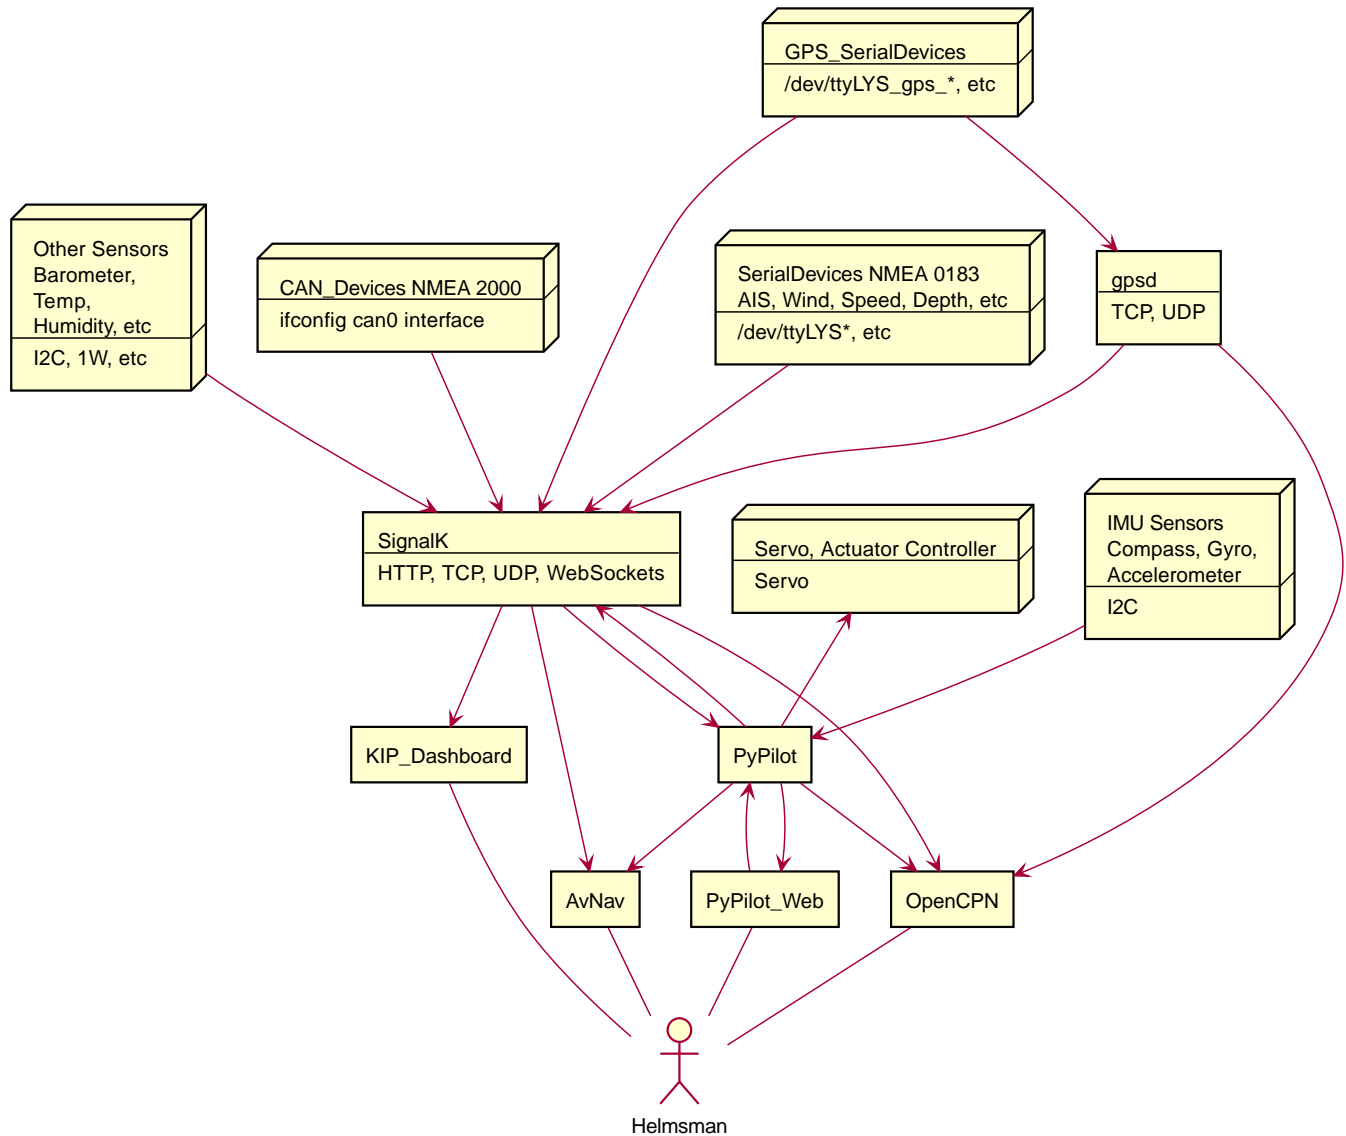 GPS_SerialDevices
/dev/ttyLYS_gps_*, etc
Other Sensors
Barometer,
Temp,
Humidity, etc
I2C, 1W, etc
CAN_Devices NMEA 2000
ifconfig can0 interface
SerialDevices NMEA 0183
AIS, Wind, Speed, Depth, etc
/dev/ttyLYS*, etc
gpsd
TCP, UDP
SignalK
HTTP, TCP, UDP, WebSockets
Servo, Actuator Controller
Servo
IMU Sensors
Compass, Gyro,
Accelerometer
I2C
KIP_Dashboard
PyPilot
AvNav
PyPilot_Web
OpenCPN
Helmsman